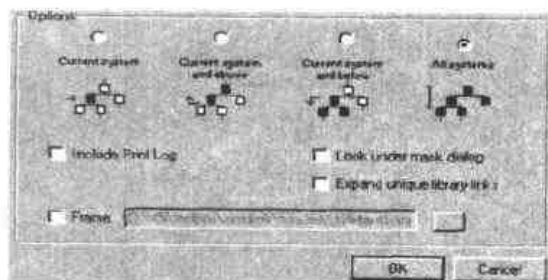 Options
Current system
Current system and above
Current system and below
All systems
Include Print Log
Look under mask dialog
Expand unique library links
Frame:
OK
Cancel